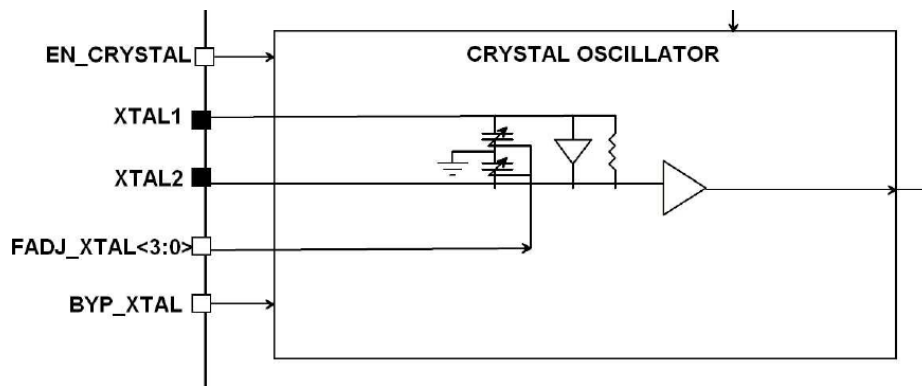 EN_CRYSTAL
CRYSTAL OSCILLATOR
XTAL1
XTAL2
FADJ_XTAL<3:0>
BYP_XTAL